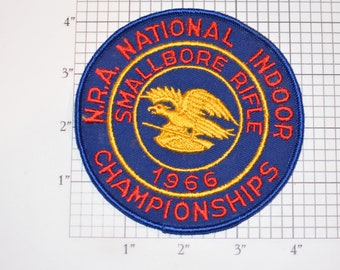 N.R.A. NATIONAL INDOOR
SMALLBORE RIFLE
1966
CHAMPIONSHIPS
4"
3"
2"
1"
1" 2" 3" 4"